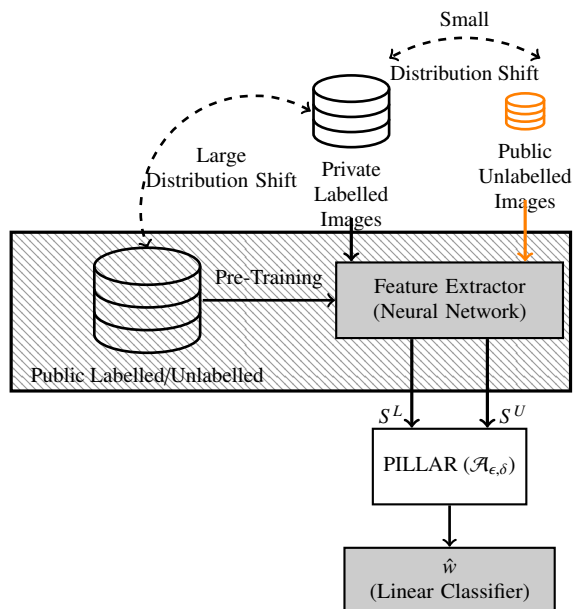 Small
Distribution Shift
Large
Distribution Shift
Private
Labelled
Images
Public
Unlabelled
Images
Pre-Training
Feature Extractor
(Neural Network)
Public Labelled/Unlabelled
S^L
S^U
PILLAR (𝒜_{ϵ,δ})
ŵ
(Linear Classifier)